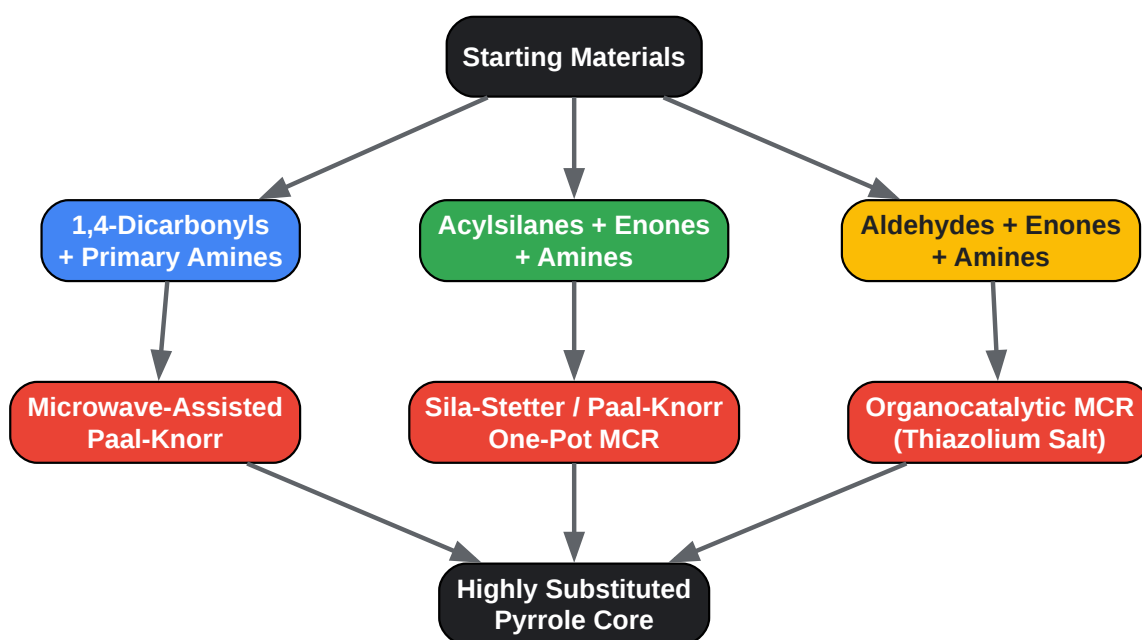 Starting Materials
1,4-Dicarbonyls
+ Primary Amines
Acylsilanes + Enones
+ Amines
Aldehydes + Enones
+ Amines
Microwave-Assisted
Paal-Knorr
Sila-Stetter / Paal-Knorr
One-Pot MCR
Organocatalytic MCR
(Thiazolium Salt)
Highly Substituted
Pyrrole Core